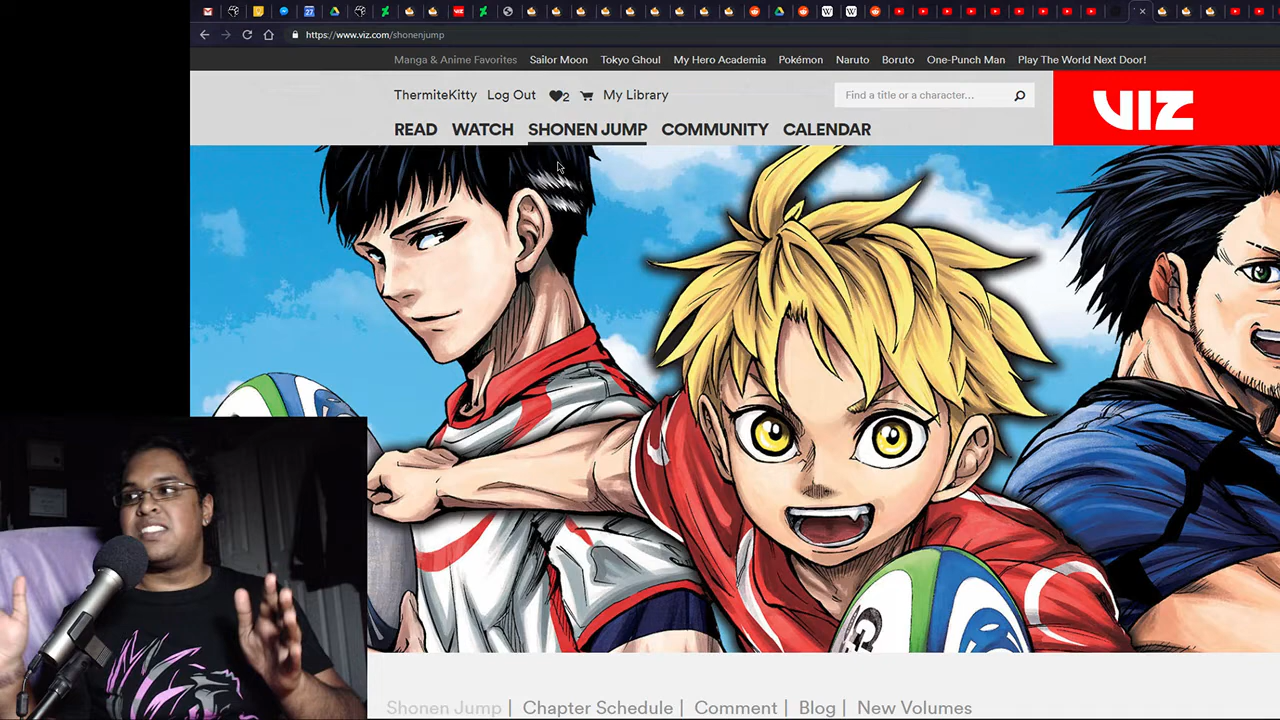 https://www.viz.com/shonenjump
Manga & Anime Favorites Sailor Moon Tokyo Ghoul My Hero Academia Pokémon Naruto Boruto One-Punch Man Play The World Next Door!
ThermiteKitty Log Out 2 My Library Find a title or a character...
VIZ
READ WATCH SHONEN JUMP COMMUNITY CALENDAR
Shonen Jump | Chapter Schedule | Comment | Blog | New Volumes